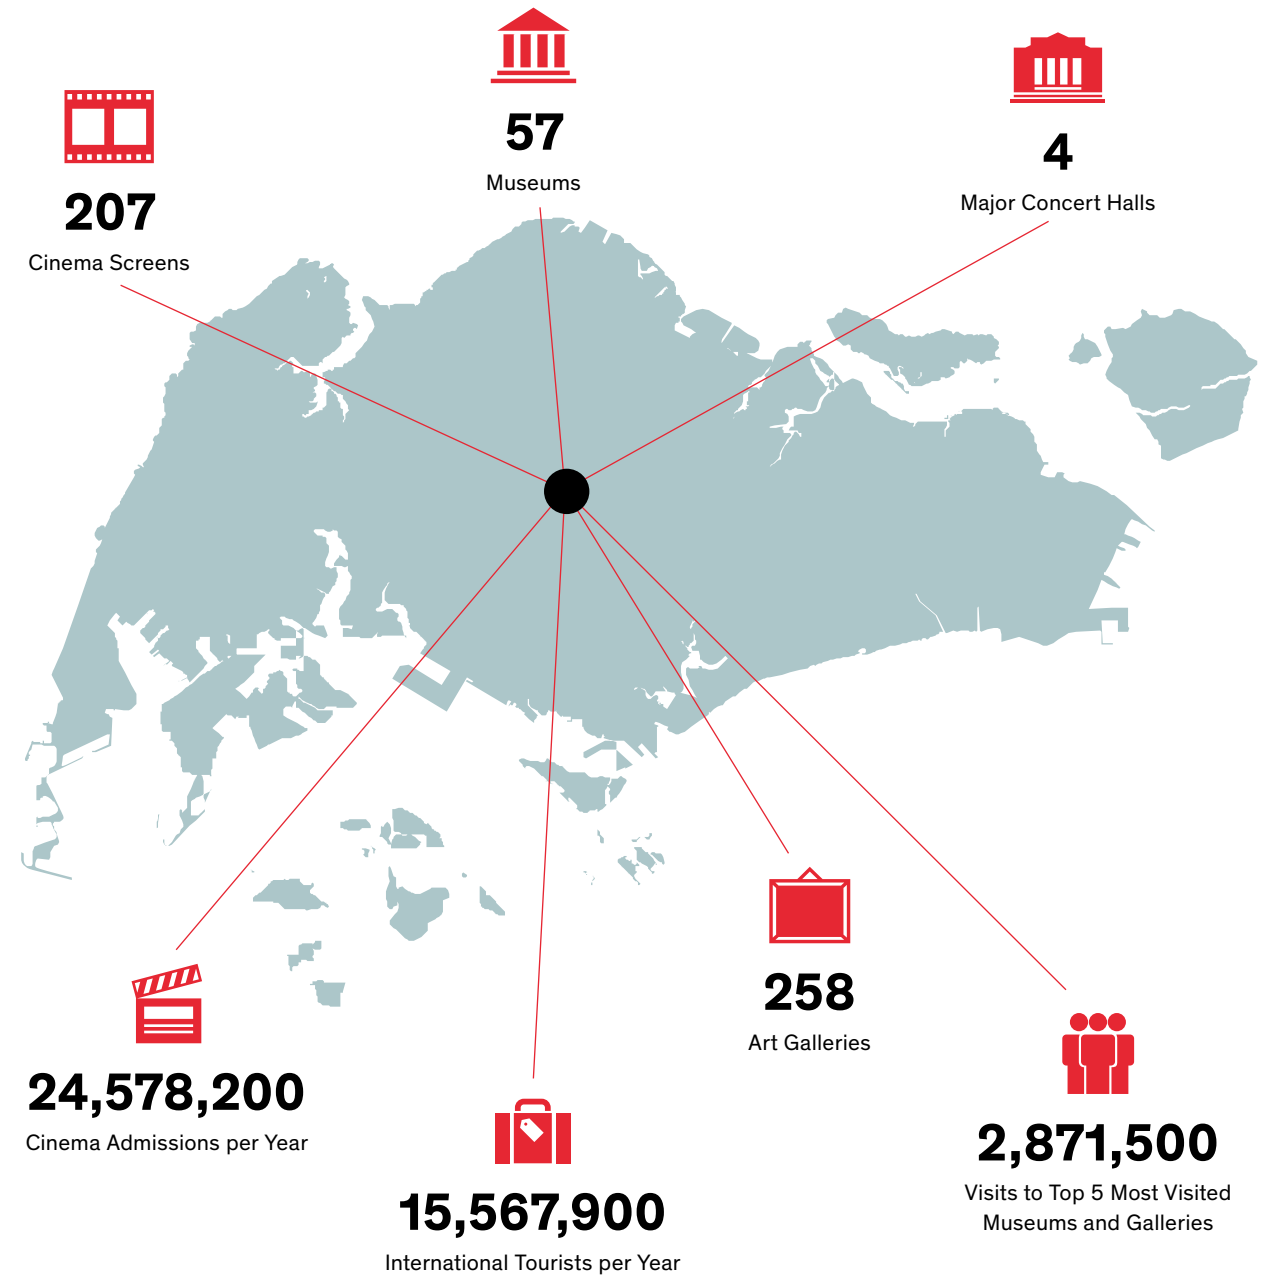 57
Museums
4
Major Concert Halls
207
Cinema Screens
258
Art Galleries
24,578,200
Cinema Admissions per Year
15,567,900
International Tourists per Year
2,871,500
Visits to Top 5 Most Visited
Museums and Galleries